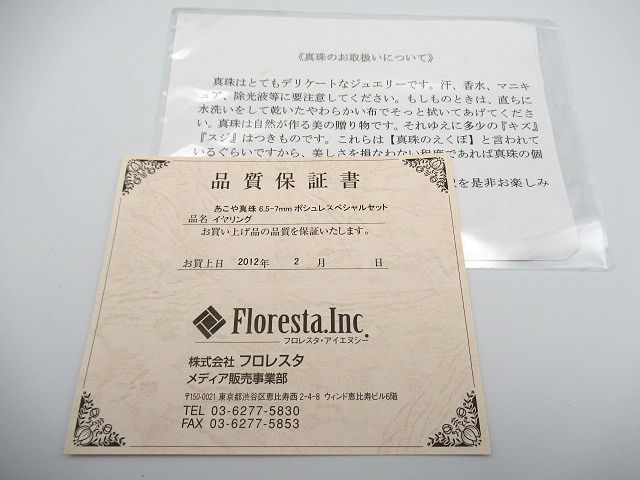 《真珠のお取扱いについて》
真珠はとてもデリケートなジュエリーです。汗、香水、マニキ
ュア、除光液等に要注意してください。もしものときは、直ちに
水洗いをして乾いたやわらかい布でそっと拭いてあげてくださ
い。真珠は自然が作る美の贈り物です。それゆえに多少の『キズ』
『スジ』はつきものです。これらは【真珠のえくぼ】と言われて
いるぐらいですから、美しさを損なわない程度であれば真珠の個
を是非お楽しみ
品質保証書
あこや真珠 6.5-7mm ボシュレスペシャルセット
品名 イヤリング
お買い上げ品の品質を保証いたします。
お買上日 2012年 2 月 日
Floresta.Inc.
フロレスタ・アイエヌシー
株式会社 フロレスタ
メディア販売事業部
〒150-0021 東京都渋谷区恵比寿西2-4-8 ウィンド恵比寿ビル6階
TEL 03-6277-5830
FAX 03-6277-5853